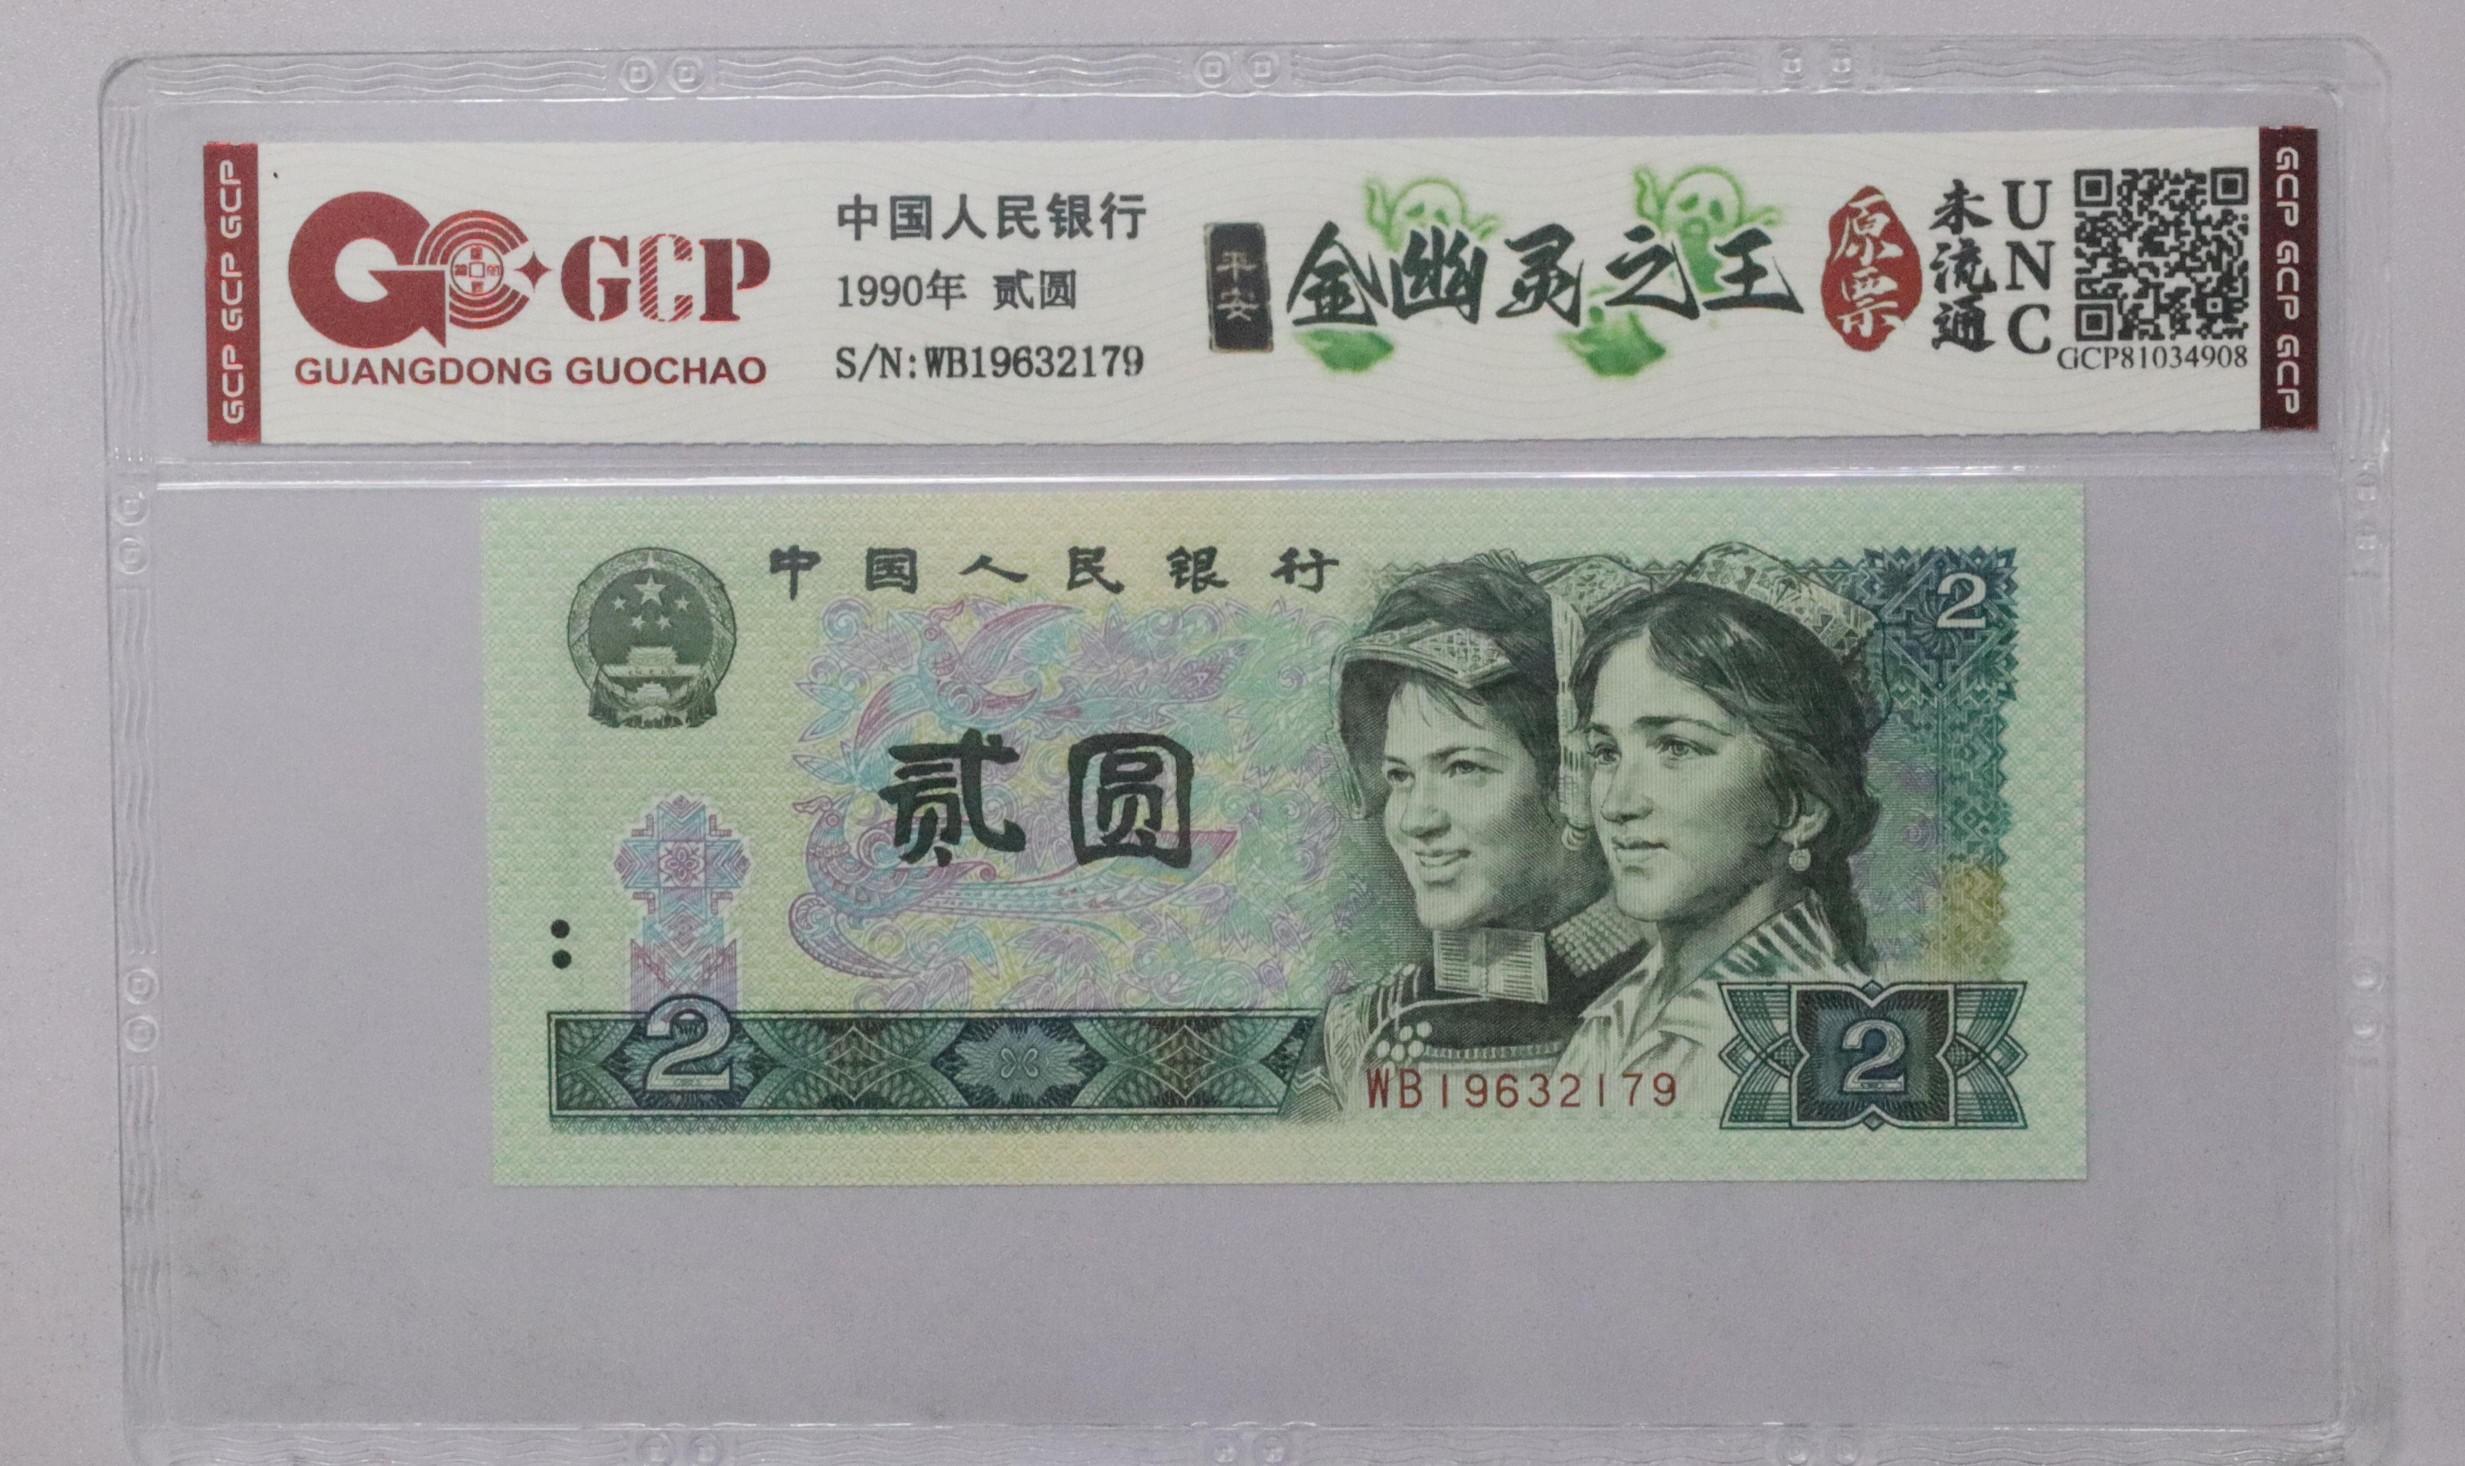 GCP GCP GCP
GCP
GUANGDONG GUOCHAO
中国人民银行
1990年 贰圆
S/N:WB19632179
平安
金幽灵之王
原票
未流通
UNC
GCP81034908
GCP GCP GCP
中国人民银行
2
贰圆
2
WB19632179
2